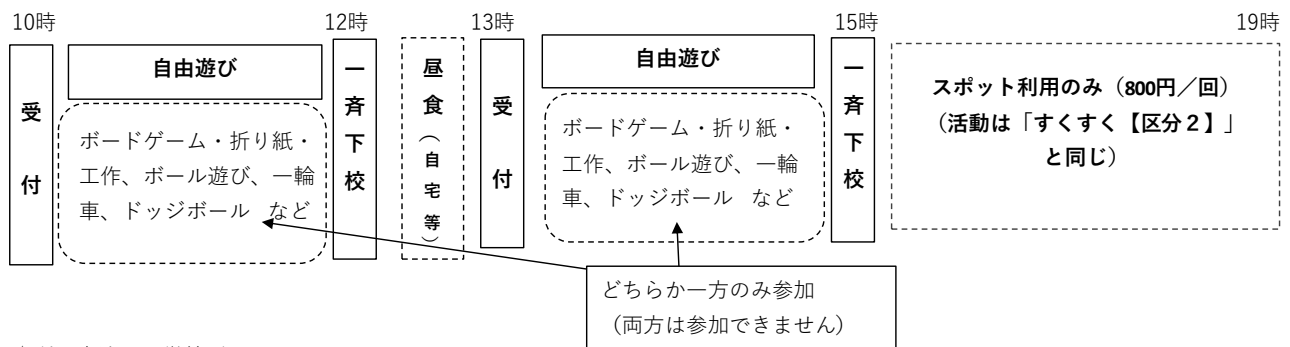 10時
12時
13時
15時
19時
受付
自由遊び
ボードゲーム・折り紙・
工作、ボール遊び、一輪
車、ドッジボール など
一斉下校
昼食（自宅等）
受付
自由遊び
ボードゲーム・折り紙・
工作、ボール遊び、一輪
車、ドッジボール など
一斉下校
スポット利用のみ（800円／回）
（活動は「すくすく【区分２】」
と同じ）
どちらか一方のみ参加
（両方は参加できません）